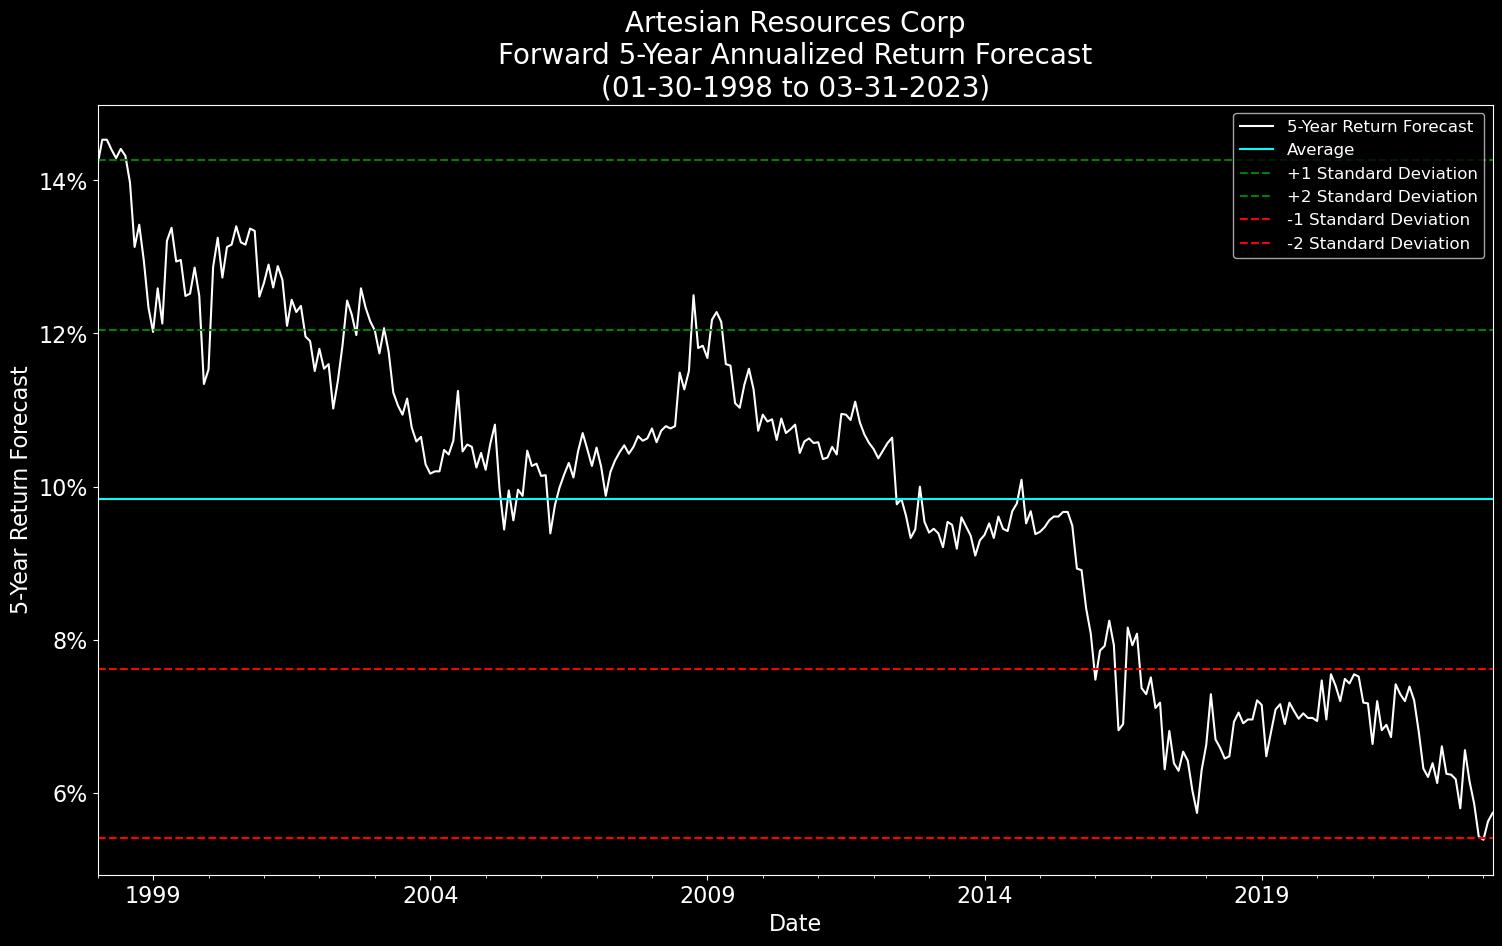 Artesian Resources Corp
Forward 5-Year Annualized Return Forecast
(01-30-1998 to 03-31-2023)
5-Year Return Forecast
Average
+1 Standard Deviation
+2 Standard Deviation
-1 Standard Deviation
-2 Standard Deviation
14%
12%
10%
8%
6%
5-Year Return Forecast
1999
2004
2009
2014
2019
Date